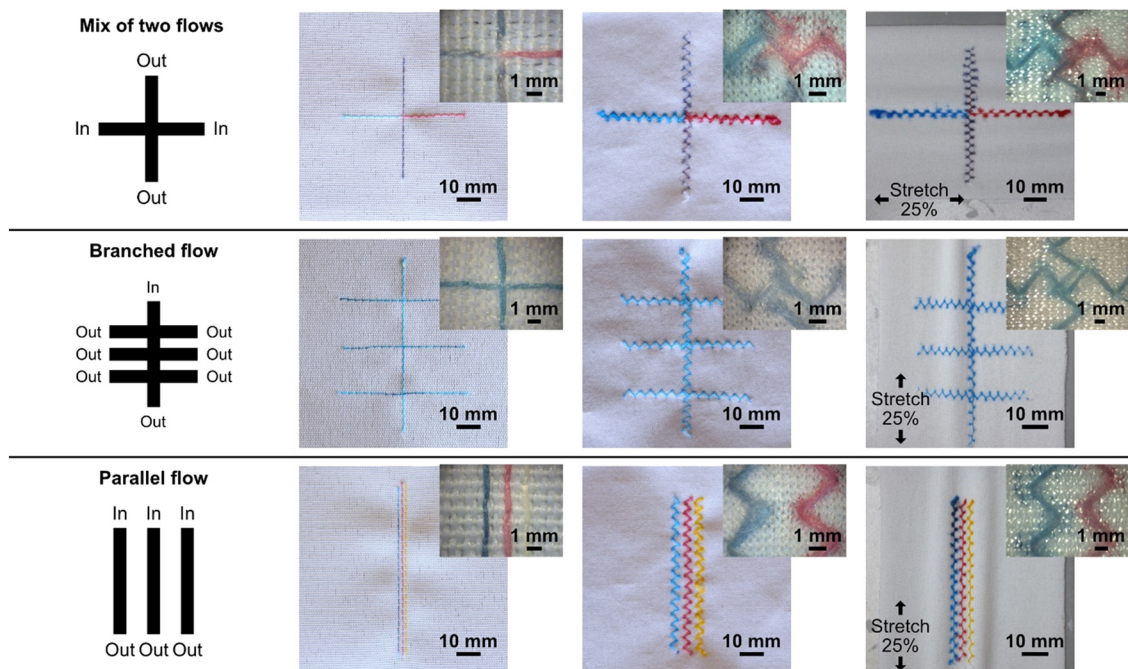 Mix of two flows
Out
In In
Out
1 mm
10 mm
1 mm
10 mm
1 mm
10 mm
Stretch
25%
Branched flow
In
Out Out
Out Out
Out Out
Out
1 mm
10 mm
1 mm
10 mm
1 mm
10 mm
Stretch
25%
Parallel flow
In In In
Out Out Out
1 mm
10 mm
1 mm
10 mm
1 mm
10 mm
Stretch
25%